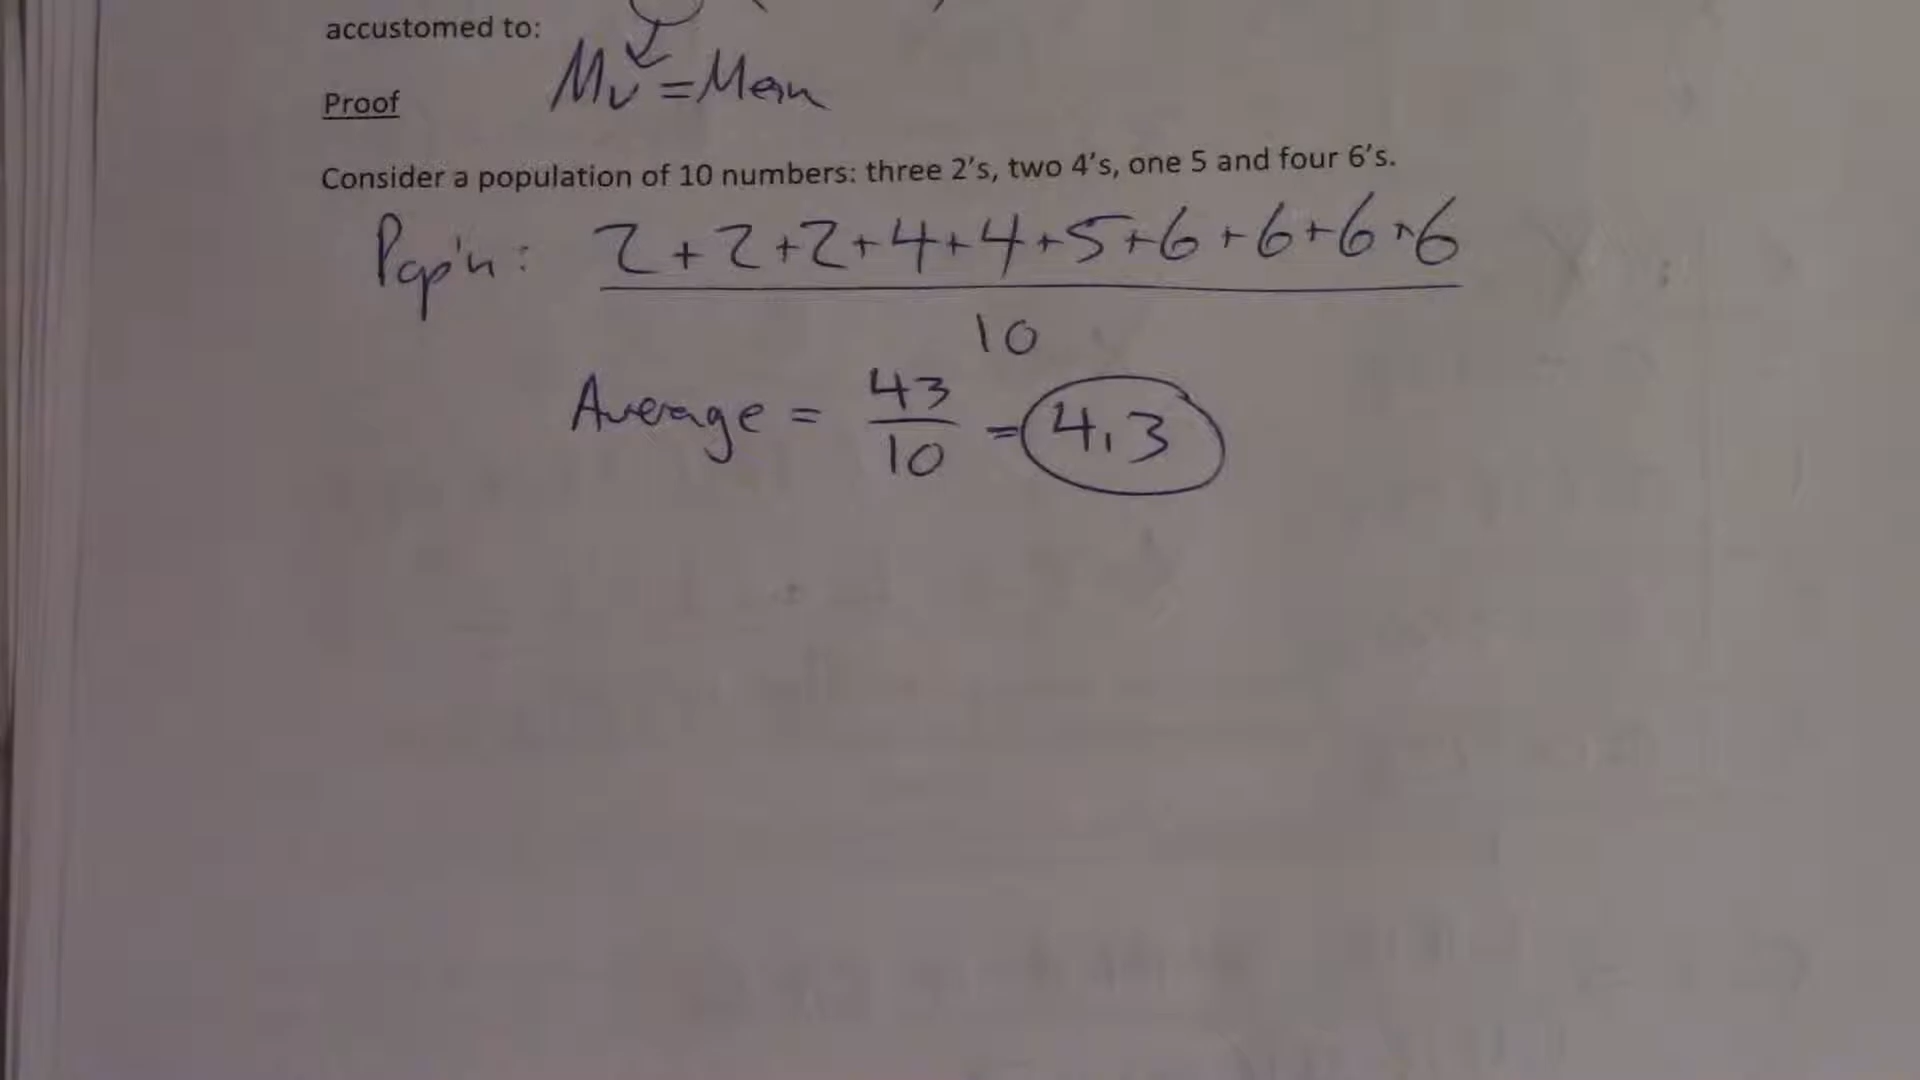 accustomed to:
Mu = Mean
Proof
Consider a population of 10 numbers: three 2's, two 4's, one 5 and four 6's.
Pop'n: 2+2+2+4+4+5+6+6+6+6
10
Average = 43/10 = 4.3